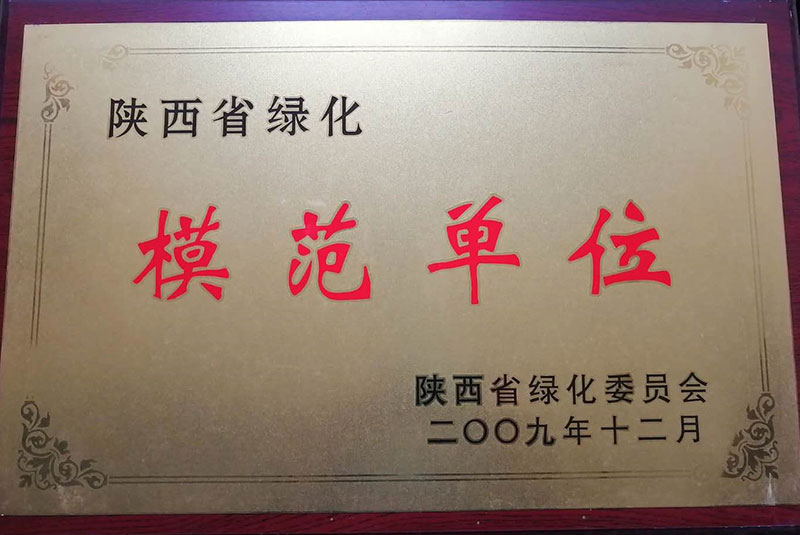 陕西省绿化
模范单位
陕西省绿化委员会
二〇〇九年十二月